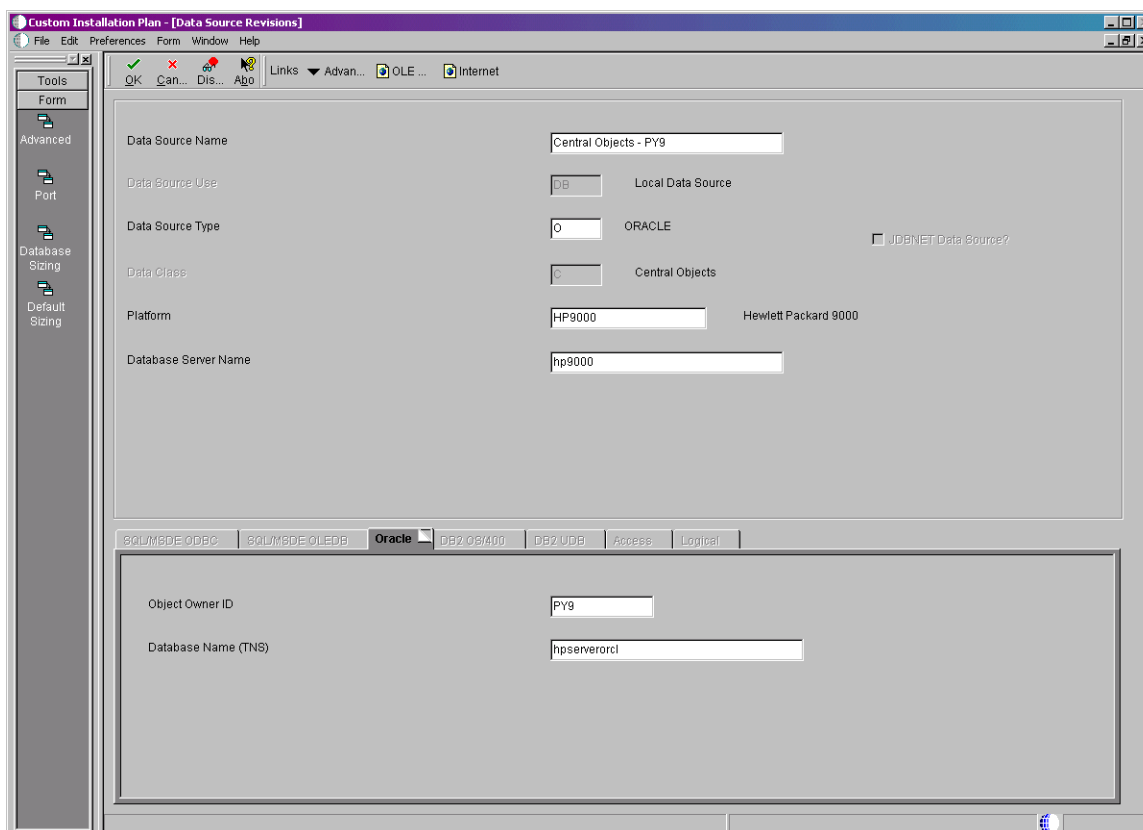 Custom Installation Plan - [Data Source Revisions]
File Edit Preferences Form Window Help
Tools
Form
Advanced
Port
Database Sizing
Default Sizing
OK Can... Dis... Abo Links Advan... OLE ... Internet
Data Source Name Central Objects - PY9
Data Source Use DB Local Data Source
Data Source Type O ORACLE
JDBNET Data Source?
Data Class C Central Objects
Platform HP9000 Hewlett Packard 9000
Database Server Name hp9000
SQL/MSDE ODBC SQL/MSDE OLEDB Oracle DB2 OS/400 DB2 UDB Access Logical
Object Owner ID PY9
Database Name (TNS) hpserverorcl